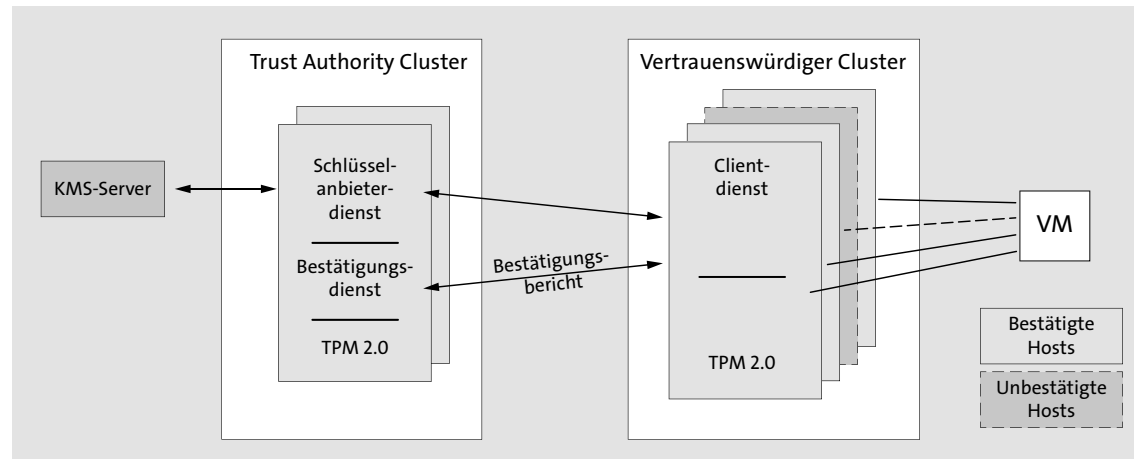 Trust Authority Cluster
Vertrauenswürdiger Cluster
KMS-Server
Schlüssel-
anbieter-
dienst
Bestätigungs-
dienst
TPM 2.0
Bestätigungs-
bericht
Client-
dienst
TPM 2.0
VM
Bestätigte
Hosts
Unbestätigte
Hosts